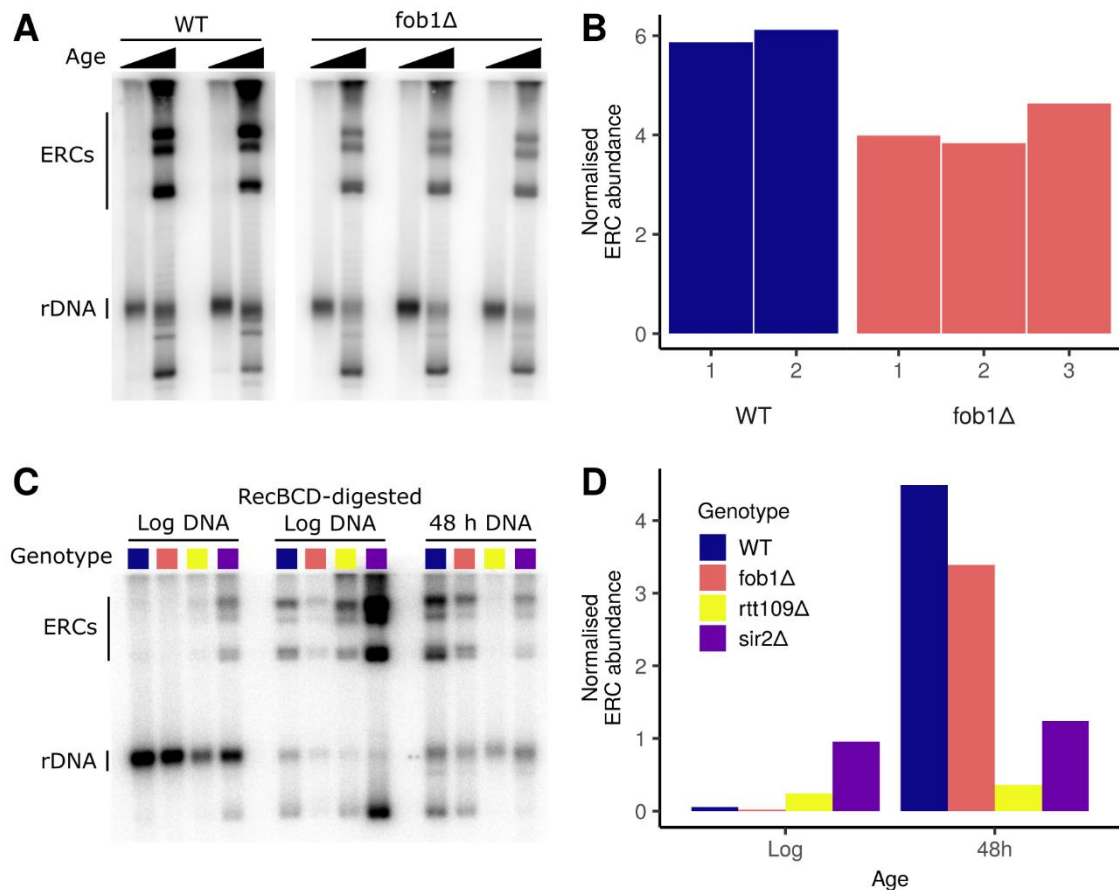 A
WT
fob1Δ
Age
ERCs
rDNA
B
Normalised
ERC abundance
6
4
2
0
1 2 1 2 3
WT fob1Δ
C
RecBCD-digested
Log DNA Log DNA 48 h DNA
Genotype
ERCs
rDNA
D
Normalised
ERC abundance
4
3
2
1
0
Genotype
WT
fob1Δ
rtt109Δ
sir2Δ
Log 48h
Age